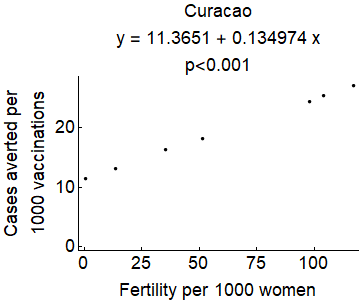 Curacao
y = 11.3651 + 0.134974 x
p<0.001
Cases averted per
1000 vaccinations
20
10
0
0 25 50 75 100
Fertility per 1000 women